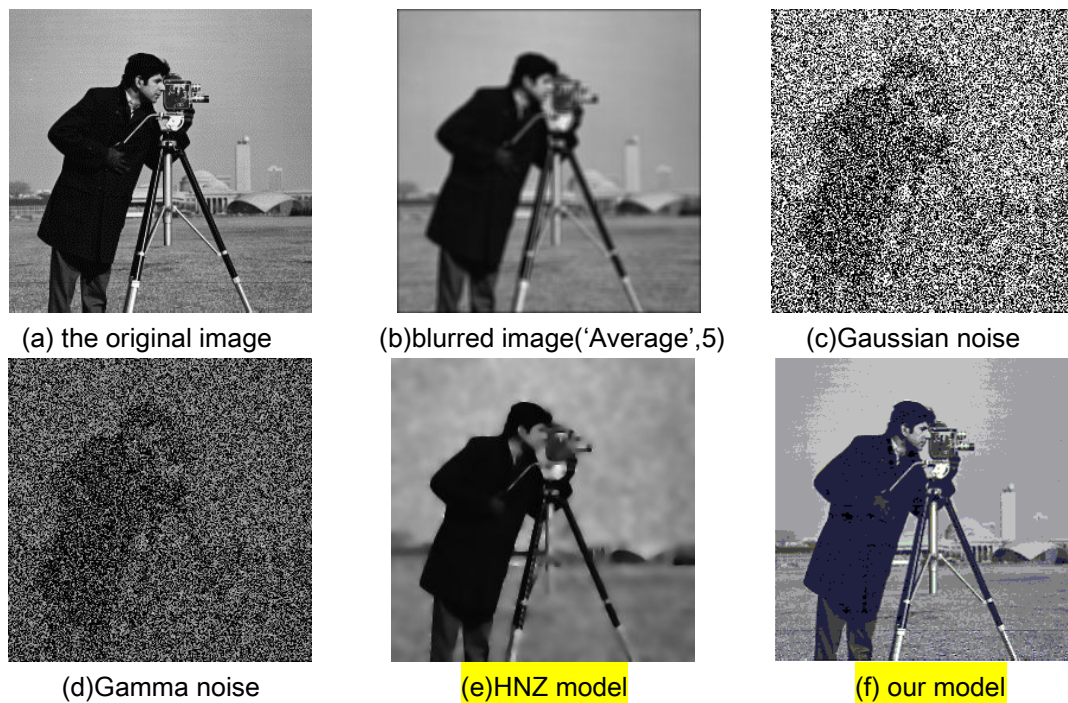 (a) the original image
(b)blurred image(‘Average’,5)
(c)Gaussian noise
(d)Gamma noise
(e)HNZ model
(f) our model